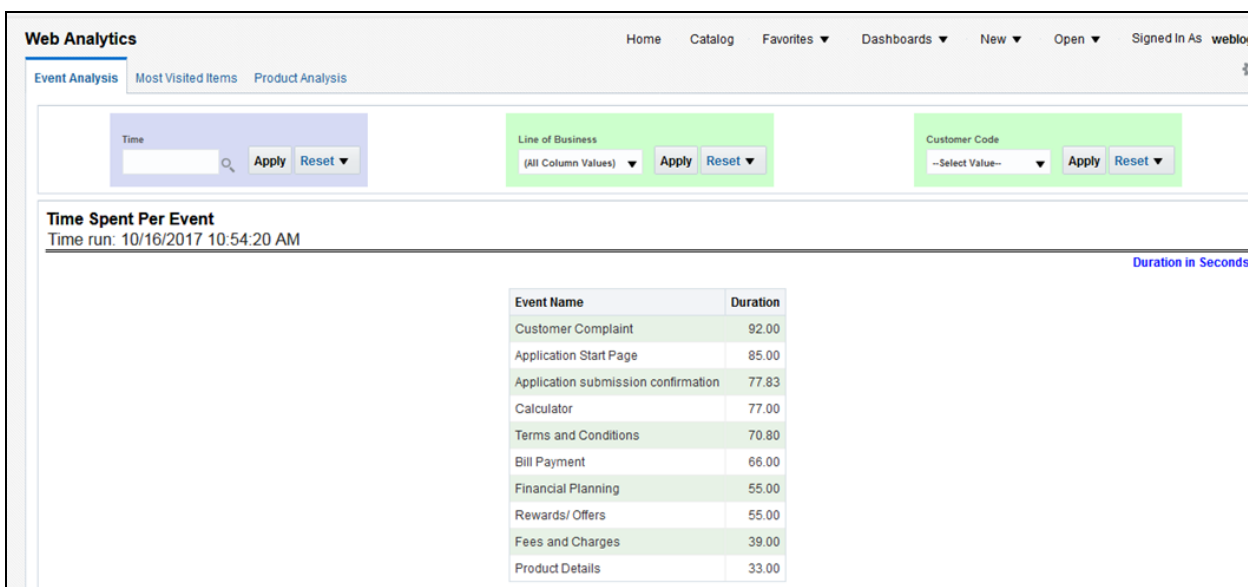 Web Analytics Home Catalog Favorites Dashboards New Open Signed In As weblo
Event Analysis Most Visited Items Product Analysis
Time Line of Business Customer Code
Apply Reset (All Column Values) Apply Reset --Select Value-- Apply Reset
Time Spent Per Event
Time run: 10/16/2017 10:54:20 AM
Duration in Seconds
Event Name Duration
Customer Complaint 92.00
Application Start Page 85.00
Application submission confirmation 77.83
Calculator 77.00
Terms and Conditions 70.80
Bill Payment 66.00
Financial Planning 55.00
Rewards/ Offers 55.00
Fees and Charges 39.00
Product Details 33.00